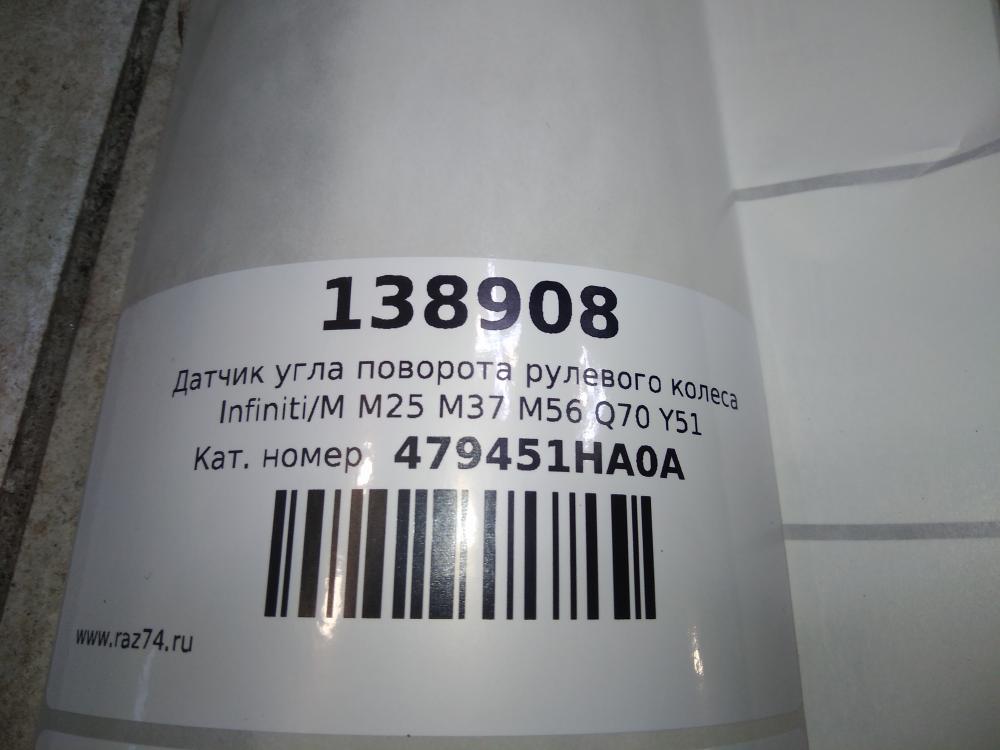 138908
Датчик угла поворота рулевого колеса
Infiniti/M M25 M37 M56 Q70 Y51
Кат. номер 479451HA0A
www.raz74.ru